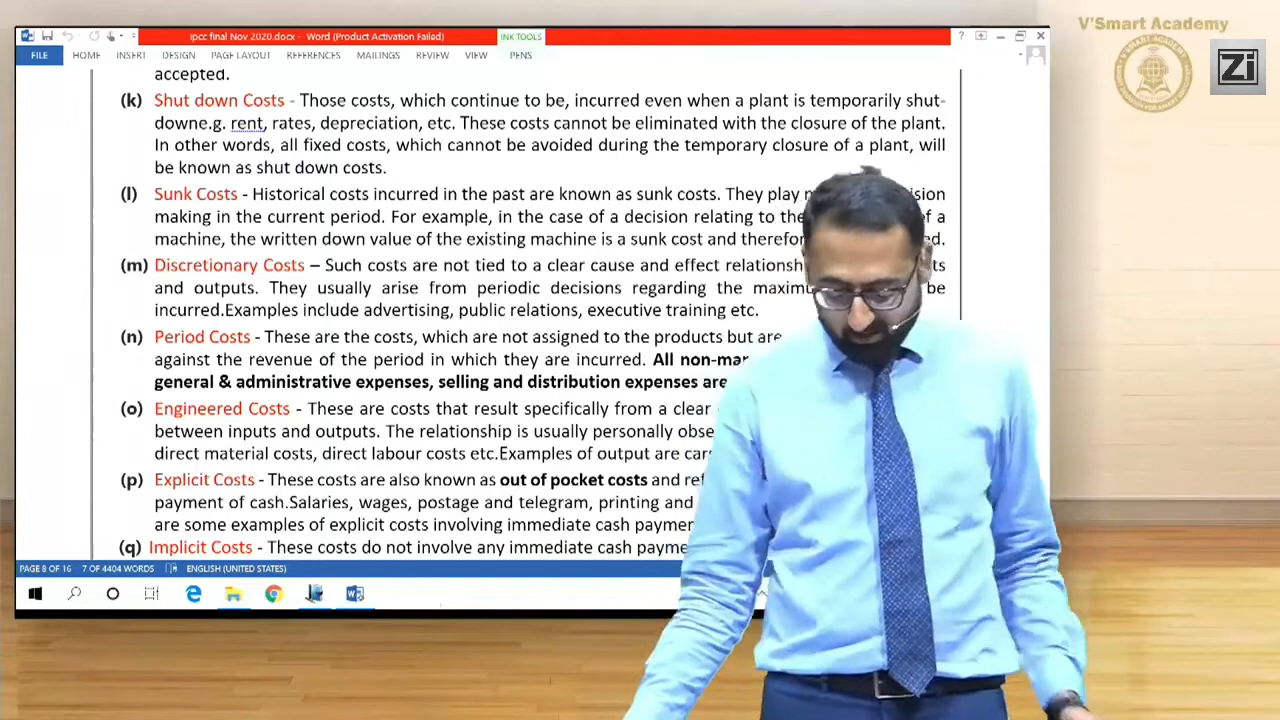 V'Smart Academy
Zi
ipcc final Nov 2020.docx - Word (Product Activation Failed)
INK TOOLS
FILE HOME INSERT DESIGN PAGE LAYOUT REFERENCES MAILINGS REVIEW VIEW PENS
accepted.
(k) Shut down Costs - Those costs, which continue to be, incurred even when a plant is temporarily shut-
downe.g. rent, rates, depreciation, etc. These costs cannot be eliminated with the closure of the plant.
In other words, all fixed costs, which cannot be avoided during the temporary closure of a plant, will
be known as shut down costs.
(l) Sunk Costs - Historical costs incurred in the past are known as sunk costs. They play
making in the current period. For example, in the case of a decision relating to the of a
machine, the written down value of the existing machine is a sunk cost and
(m) Discretionary Costs – Such costs are not tied to a clear cause and effect
and outputs. They usually arise from periodic decisions regarding the be
incurred.Examples include advertising, public relations, executive training etc.
(n) Period Costs - These are the costs, which are not assigned to the products but are
against the revenue of the period in which they are incurred. All
general & administrative expenses, selling and distribution expenses are
(o) Engineered Costs - These are costs that result specifically from a clear
between inputs and outputs. The relationship is usually personally
direct material costs, direct labour costs etc.Examples of output are
(p) Explicit Costs - These costs are also known as out of pocket costs and
payment of cash.Salaries, wages, postage and telegram, printing and
are some examples of explicit costs involving immediate cash
(q) Implicit Costs - These costs do not involve any immediate cash
PAGE 8 OF 16 7 OF 4404 WORDS ENGLISH (UNITED STATES)